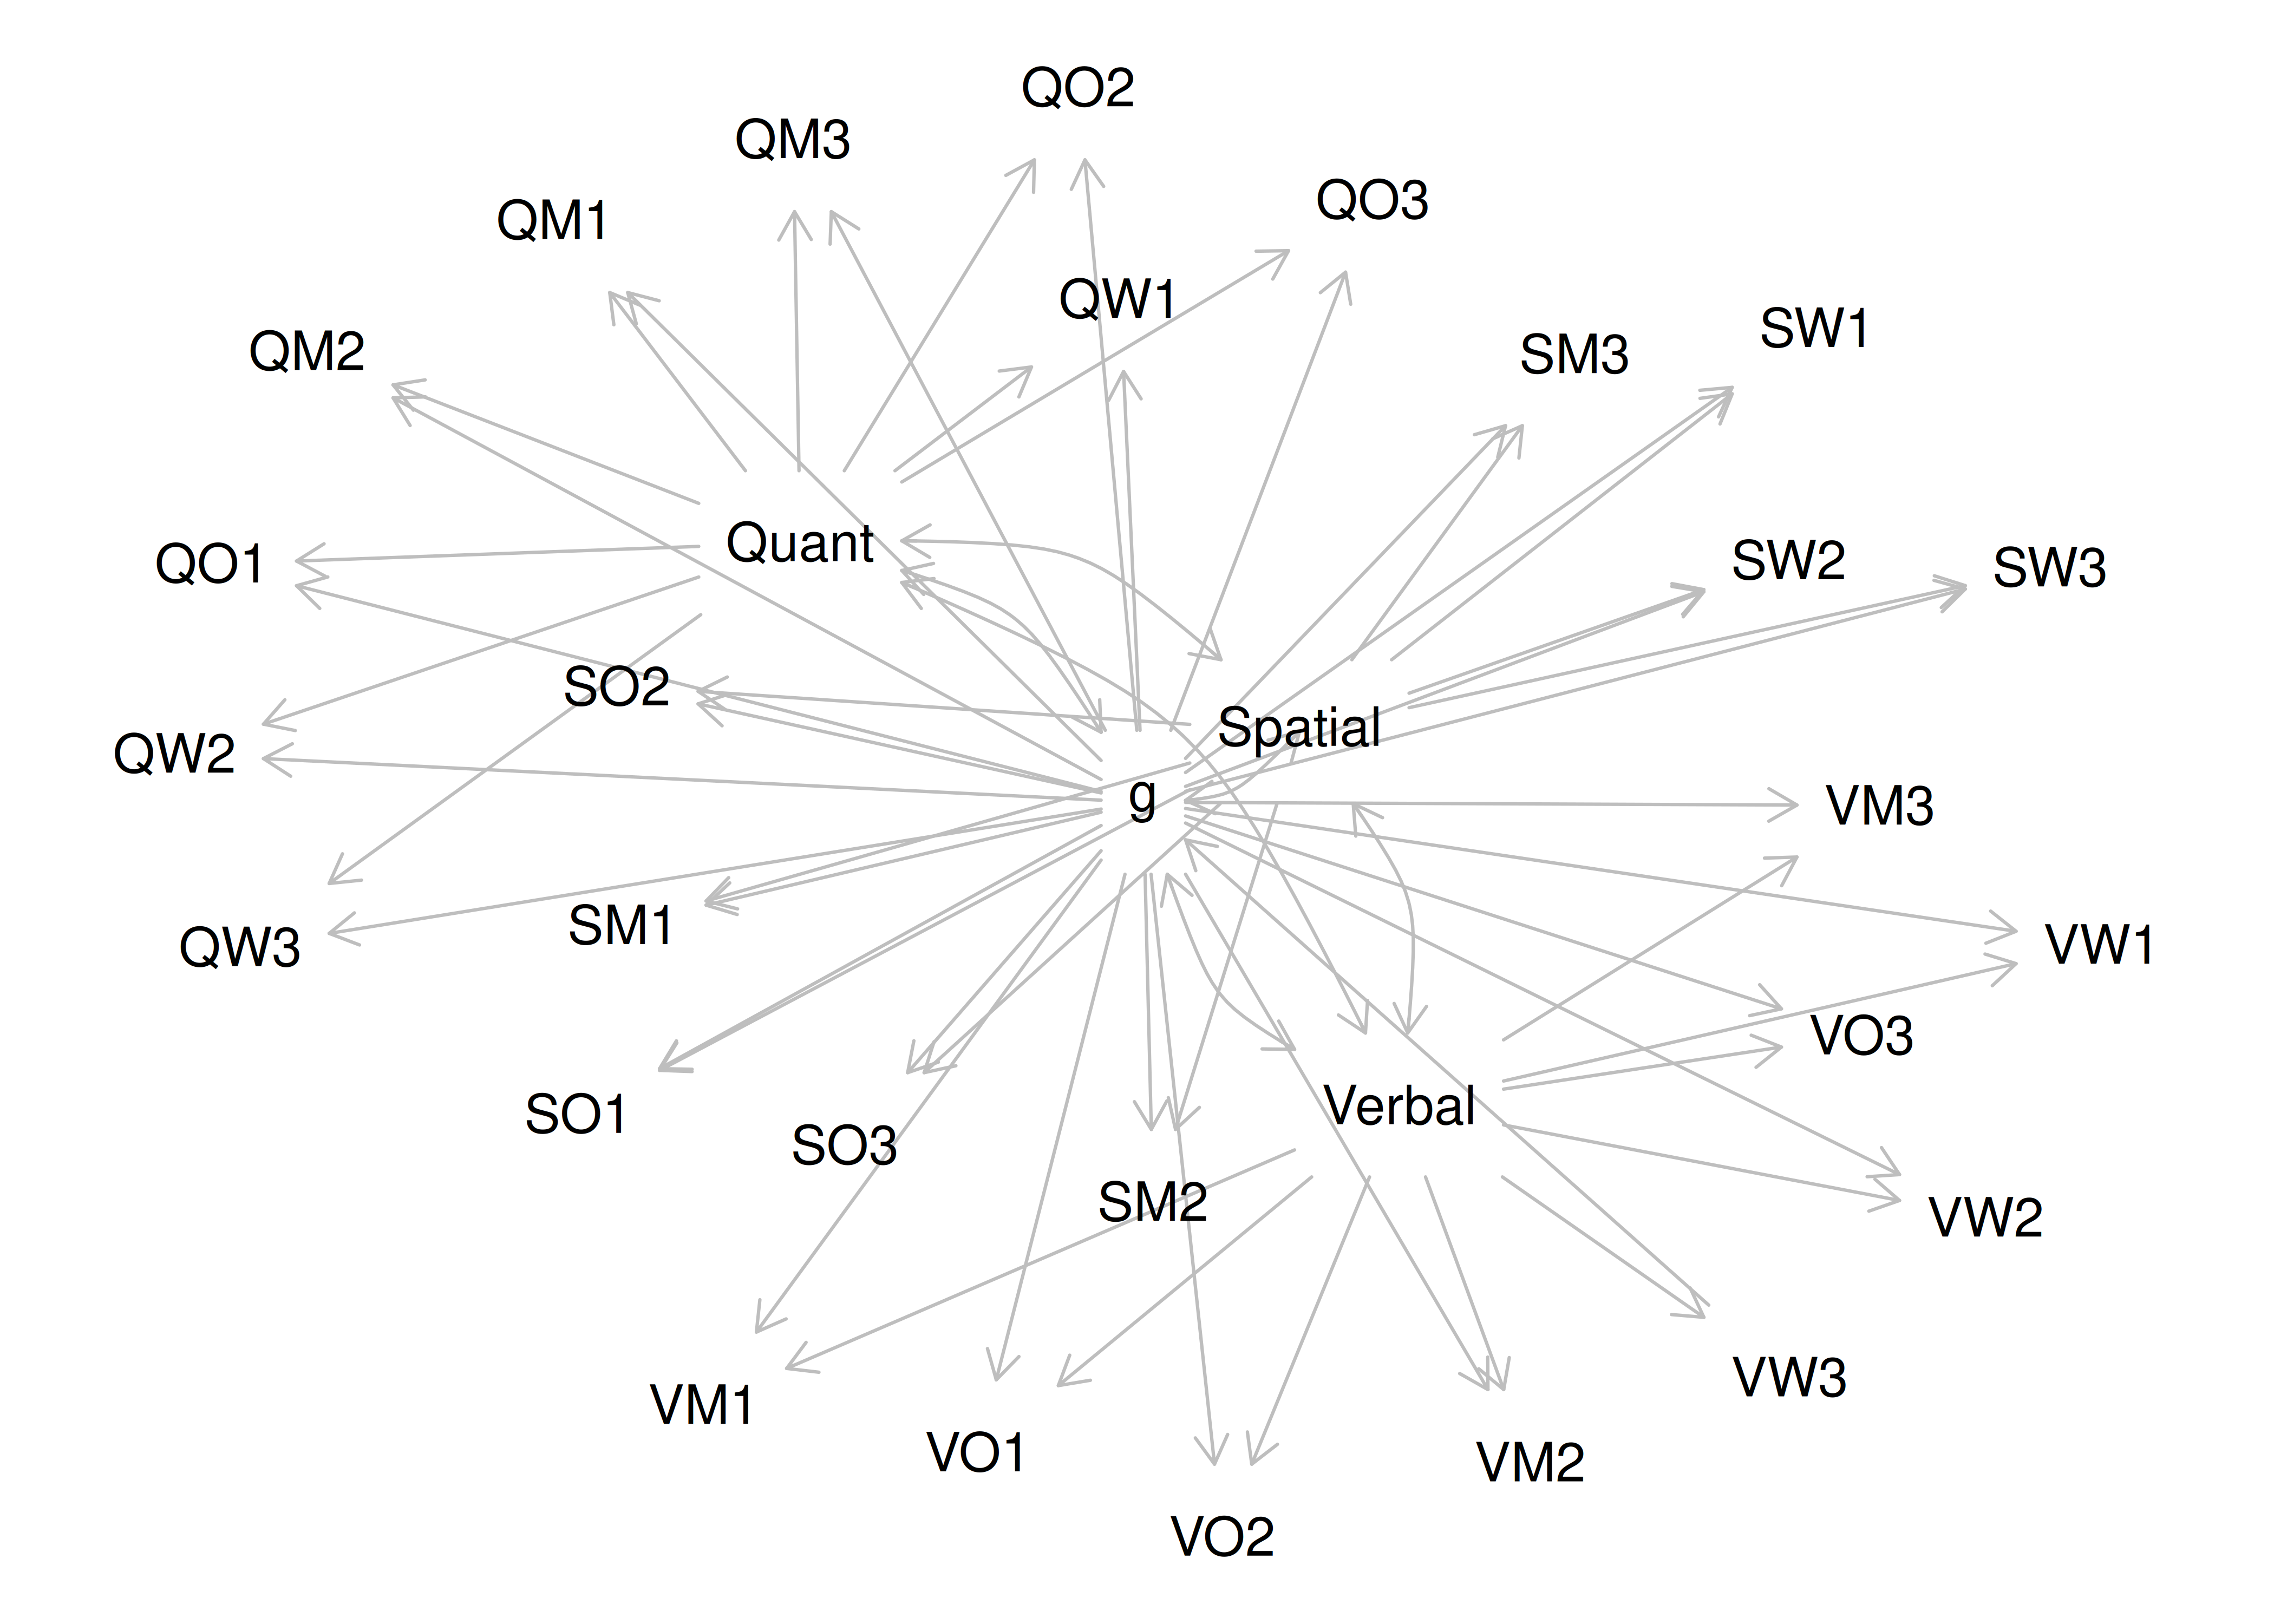 QO2
QM3
QO3
QM1
QW1
SW1
QM2
SM3
Quant
QO1
SW2
SW3
SO2
Spatial
QW2
g
VM3
SM1
QW3
VW1
VO3
Verbal
SO1
SO3
SM2
VW2
VW3
VM1
VO1
VM2
VO2